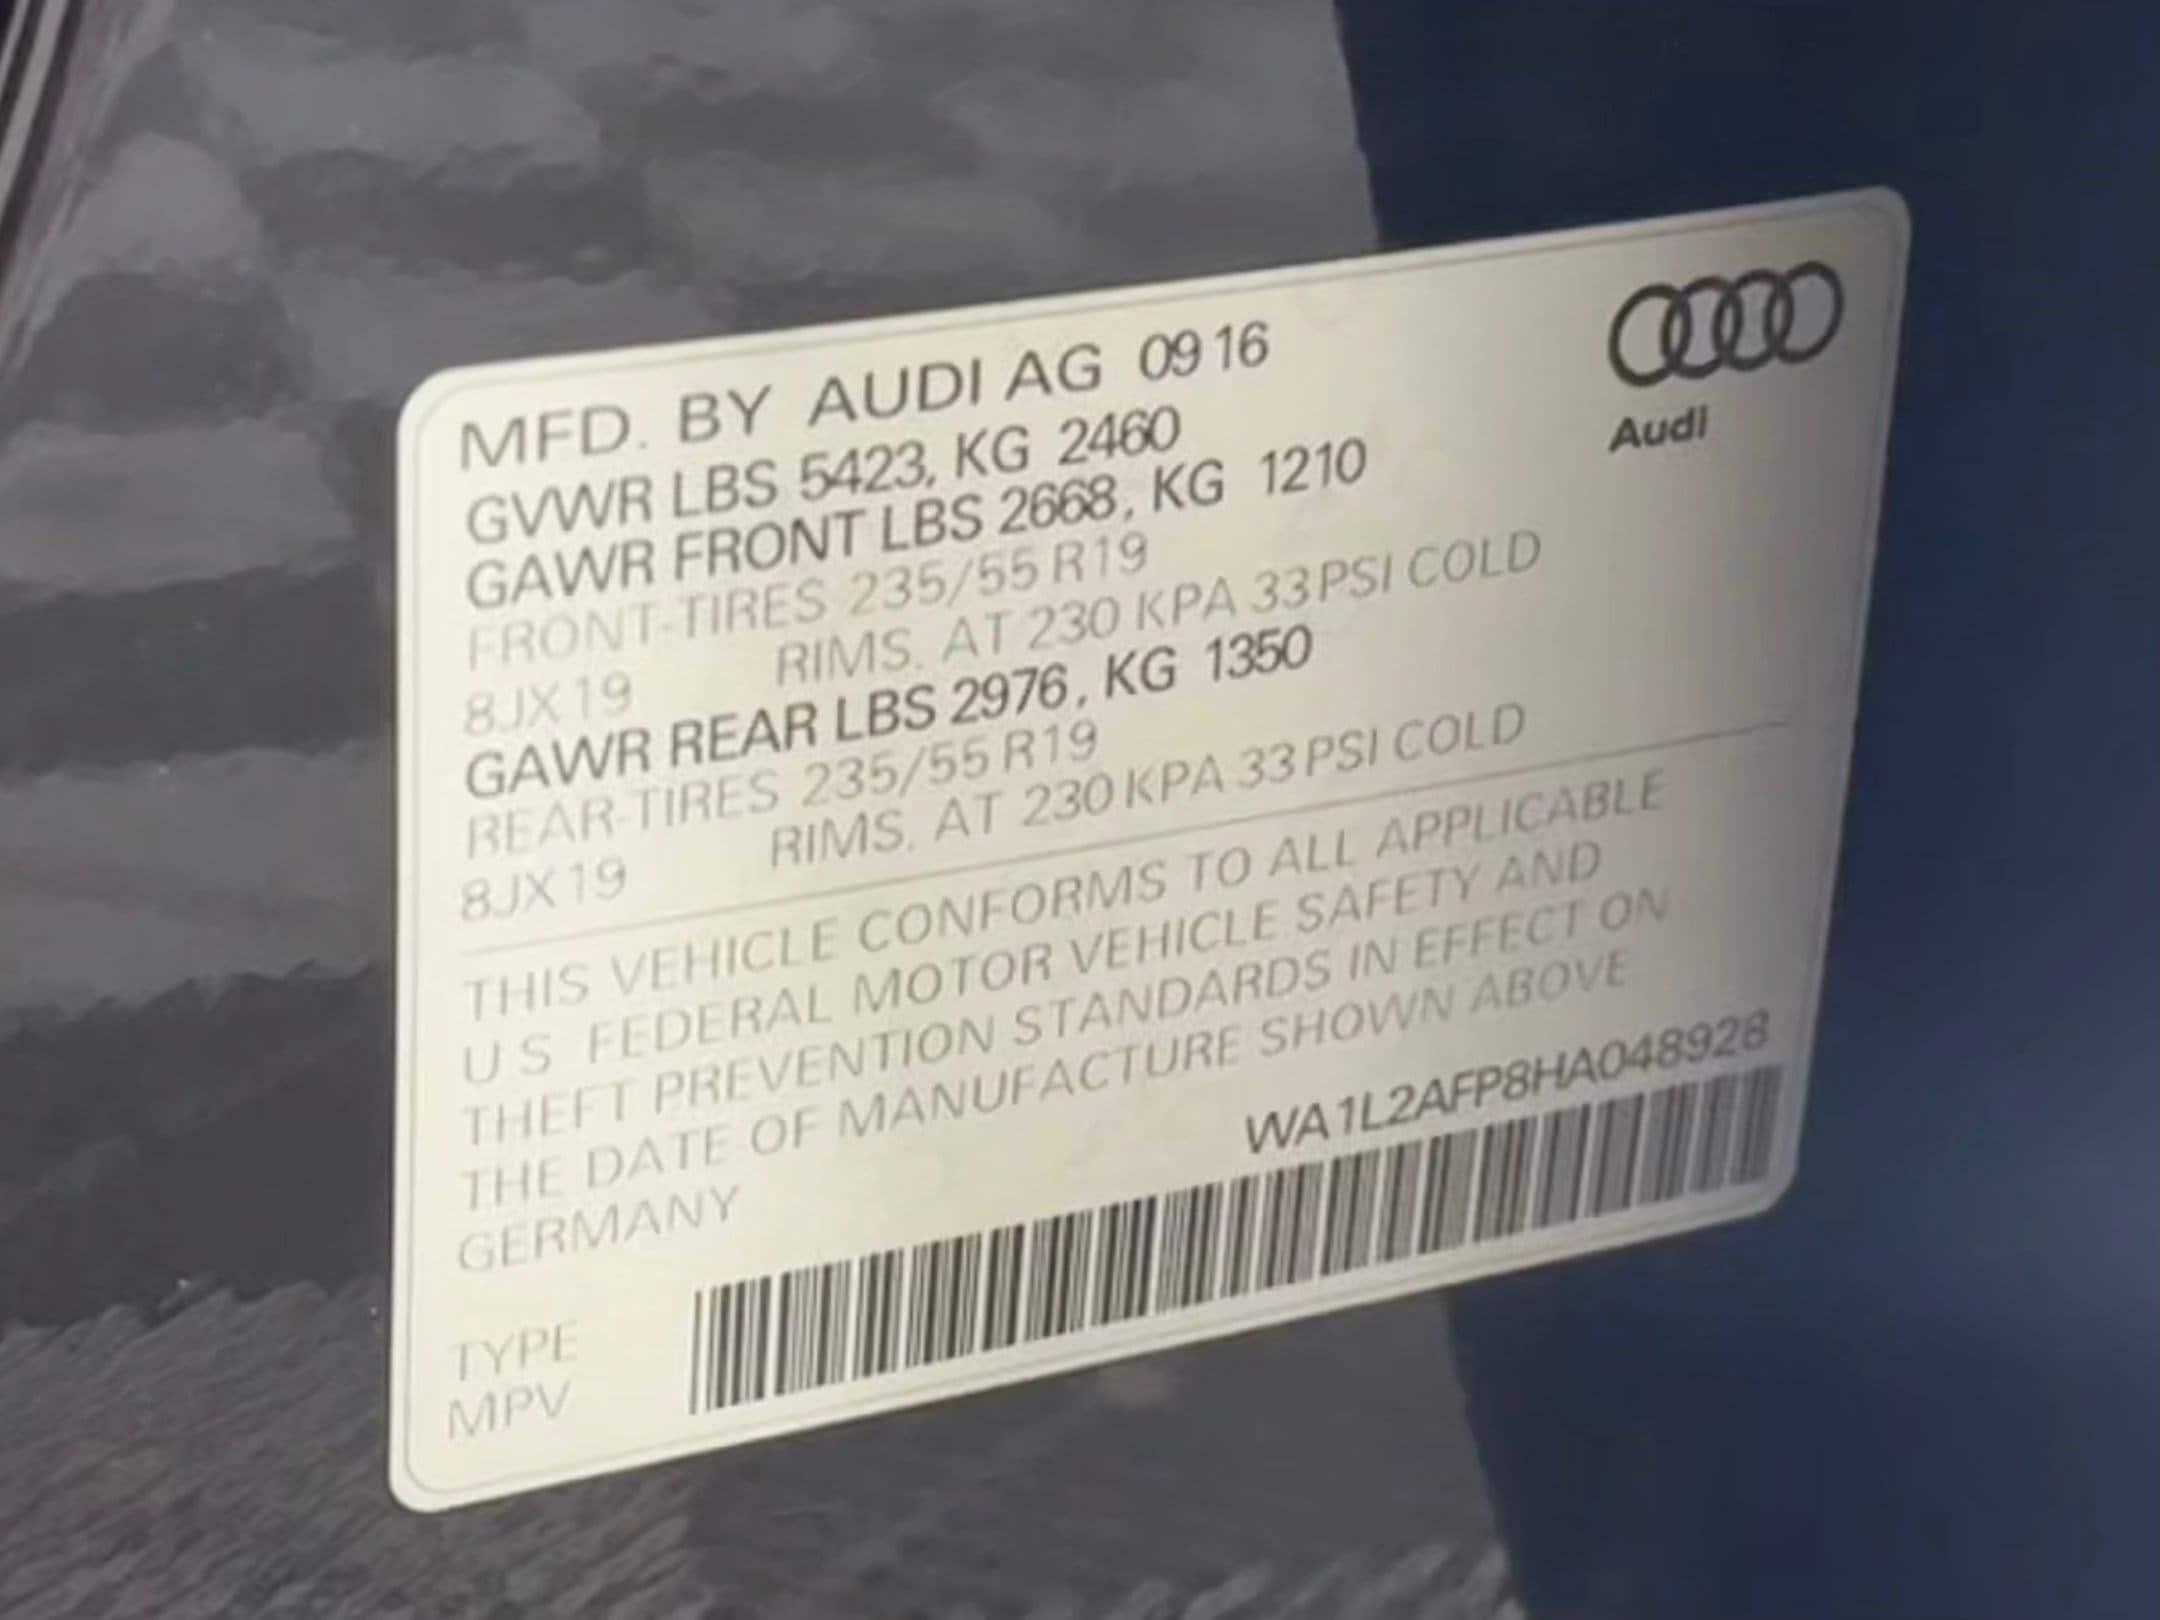 MFD. BY AUDI AG 09 16
GVWR LBS 5423, KG 2460
GAWR FRONT LBS 2668, KG 1210
FRONT-TIRES 235/55 R19
8JX19 RIMS. AT 230 KPA 33 PSI COLD
GAWR REAR LBS 2976, KG 1350
REAR-TIRES 235/55 R19
8JX19 RIMS. AT 230 KPA 33 PSI COLD
Audi
THIS VEHICLE CONFORMS TO ALL APPLICABLE
U S FEDERAL MOTOR VEHICLE SAFETY AND
THEFT PREVENTION STANDARDS IN EFFECT ON
THE DATE OF MANUFACTURE SHOWN ABOVE
GERMANY
WA1L2AFP8HA048928
TYPE
MPV